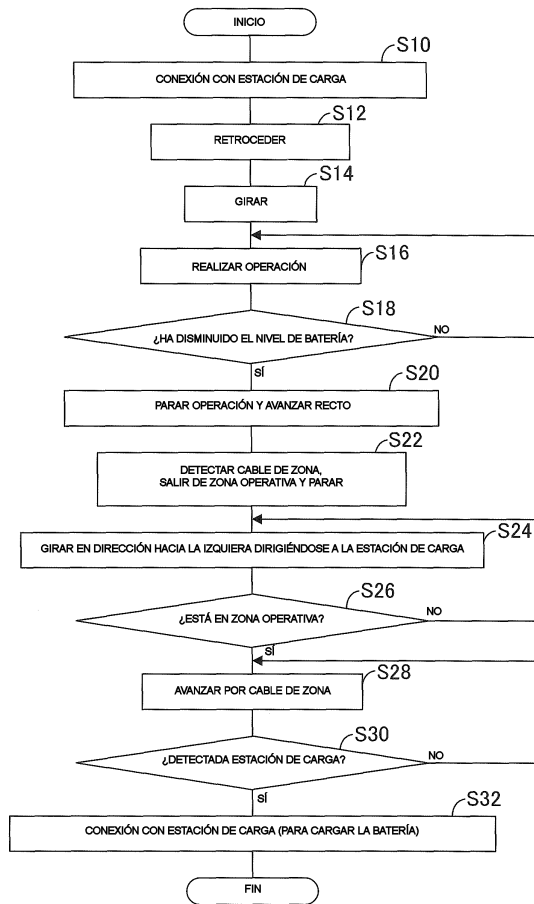 INICIO
S10
CONEXIÓN CON ESTACIÓN DE CARGA
S12
RETROCEDER
S14
GIRAR
S16
REALIZAR OPERACIÓN
S18
¿HA DISMINUIDO EL NIVEL DE BATERÍA?
NO
SÍ
S20
PARAR OPERACIÓN Y AVANZAR RECTO
S22
DETECTAR CABLE DE ZONA,
SALIR DE ZONA OPERATIVA Y PARAR
S24
GIRAR EN DIRECCIÓN HACIA LA IZQUIERA DIRIGIÉNDOSE A LA ESTACIÓN DE CARGA
S26
¿ESTÁ EN ZONA OPERATIVA?
NO
SÍ
S28
AVANZAR POR CABLE DE ZONA
S30
¿DETECTADA ESTACIÓN DE CARGA?
NO
SÍ
S32
CONEXIÓN CON ESTACIÓN DE CARGA (PARA CARGAR LA BATERÍA)
FIN